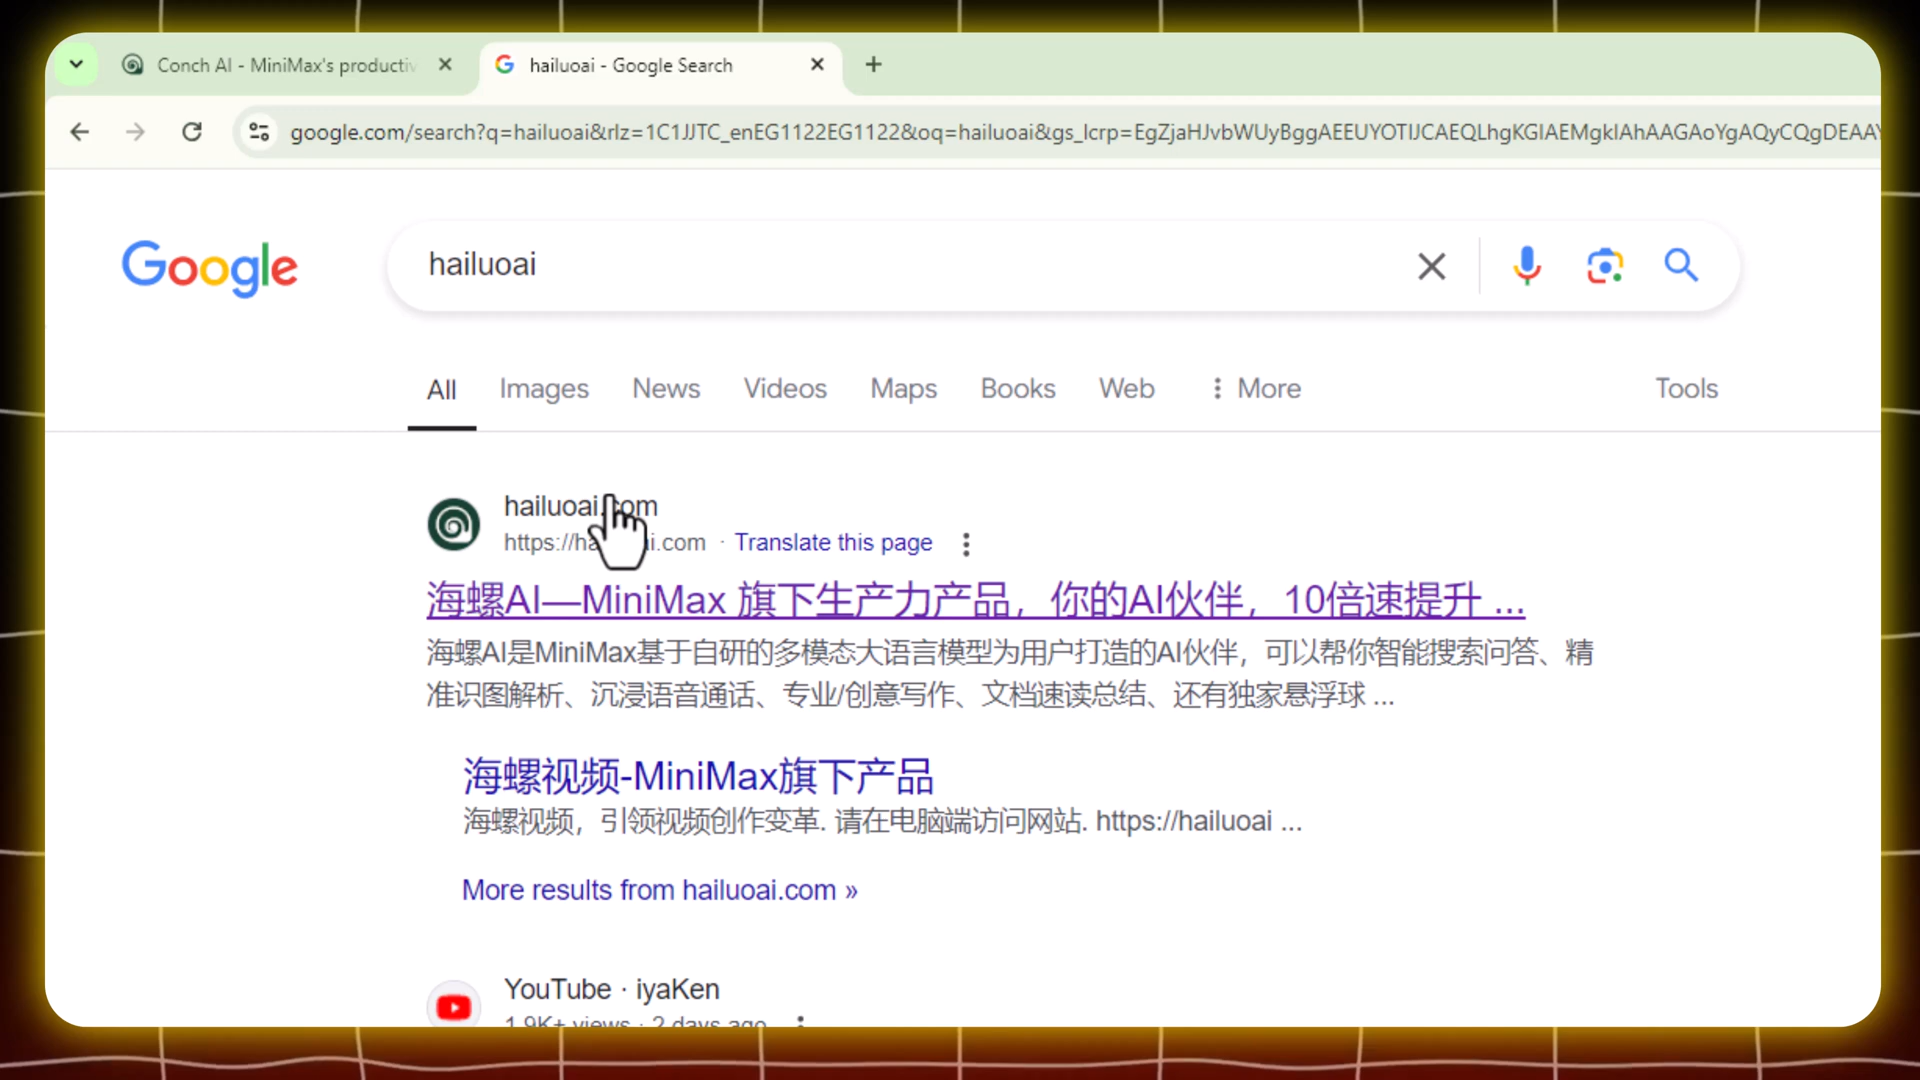 Conch AI - MiniMax's productiv
hailuoai - Google Search
google.com/search?q=hailuoai&rlz=1C1JJTC_enEG1122EG1122&oq=hailuoai&gs_lcrp=
Google
hailuoai
All Images News Videos Maps Books Web More Tools
hailuoai.com
Translate this page
海螺AI—MiniMax 旗下生产力产品，你的AI伙伴，10倍速提升 ...
海螺AI是MiniMax基于自研的多模态大语言模型为用户打造的AI伙伴，可以帮你智能搜索问答、精
准识图解析、沉浸语音通话、专业/创意写作、文档速读总结、还有独家悬浮球 ...
海螺视频-MiniMax旗下产品
海螺视频，引领视频创作变革. 请在电脑端访问网站. https://hailuoai ...
More results from hailuoai.com »
YouTube · iyaKen
1.9K+ views · 2 days ago